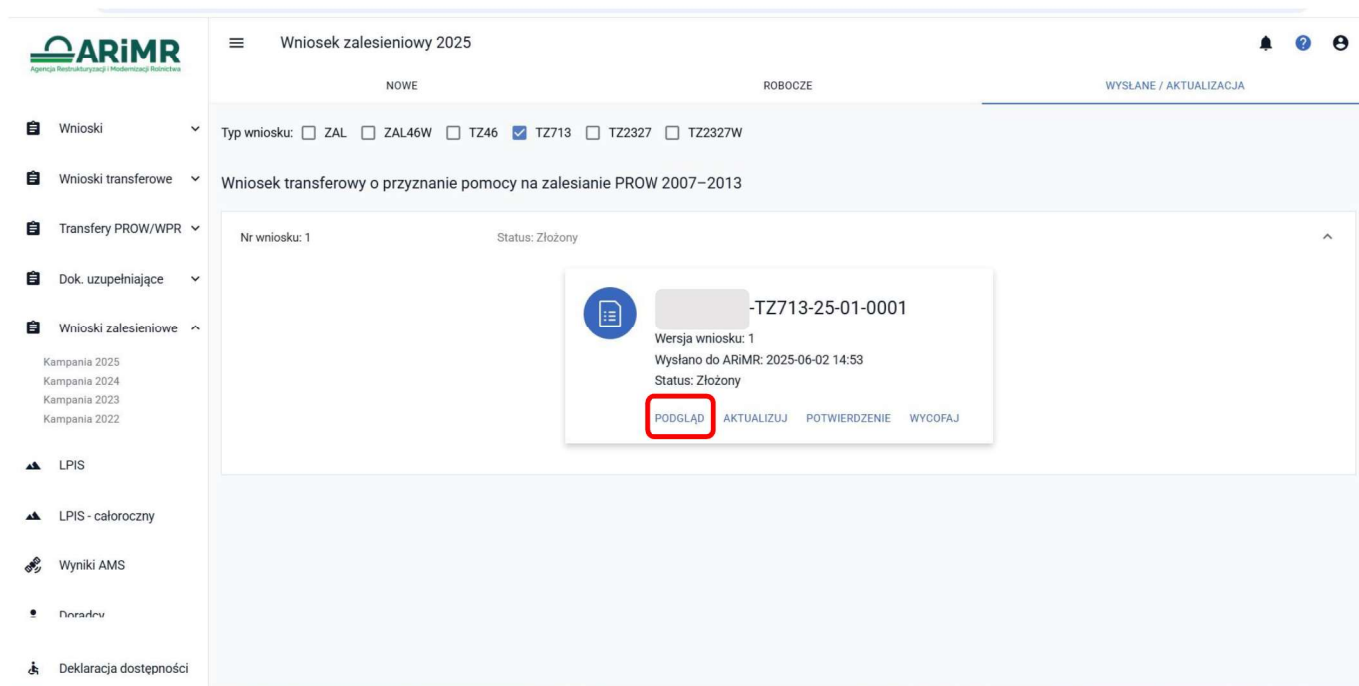 ARiMR
Agencja Restrukturyzacji i Modernizacji Rolnictwa
Wniosek zalesieniowy 2025
NOWE
ROBOCZE
WYSŁANE / AKTUALIZACJA
Wnioski
Wnioski transferowe
Transfery PROW/WPR
Dok. uzupełniające
Wnioski zalesieniowe
Kampania 2025
Kampania 2024
Kampania 2023
Kampania 2022
LPIS
LPIS - całoroczny
Wyniki AMS
Doradcy
Deklaracja dostępności
Typ wniosku: ZAL ZAL46W TZ46 TZ713 TZ2327 TZ2327W
Wniosek transferowy o przyznanie pomocy na zalesianie PROW 2007–2013
Nr wniosku: 1 Status: Złożony
-TZ713-25-01-0001
Wersja wniosku: 1
Wysłano do ARiMR: 2025-06-02 14:53
Status: Złożony
PODGLĄD AKTUALIZUJ POTWIERDZENIE WYCOFAJ